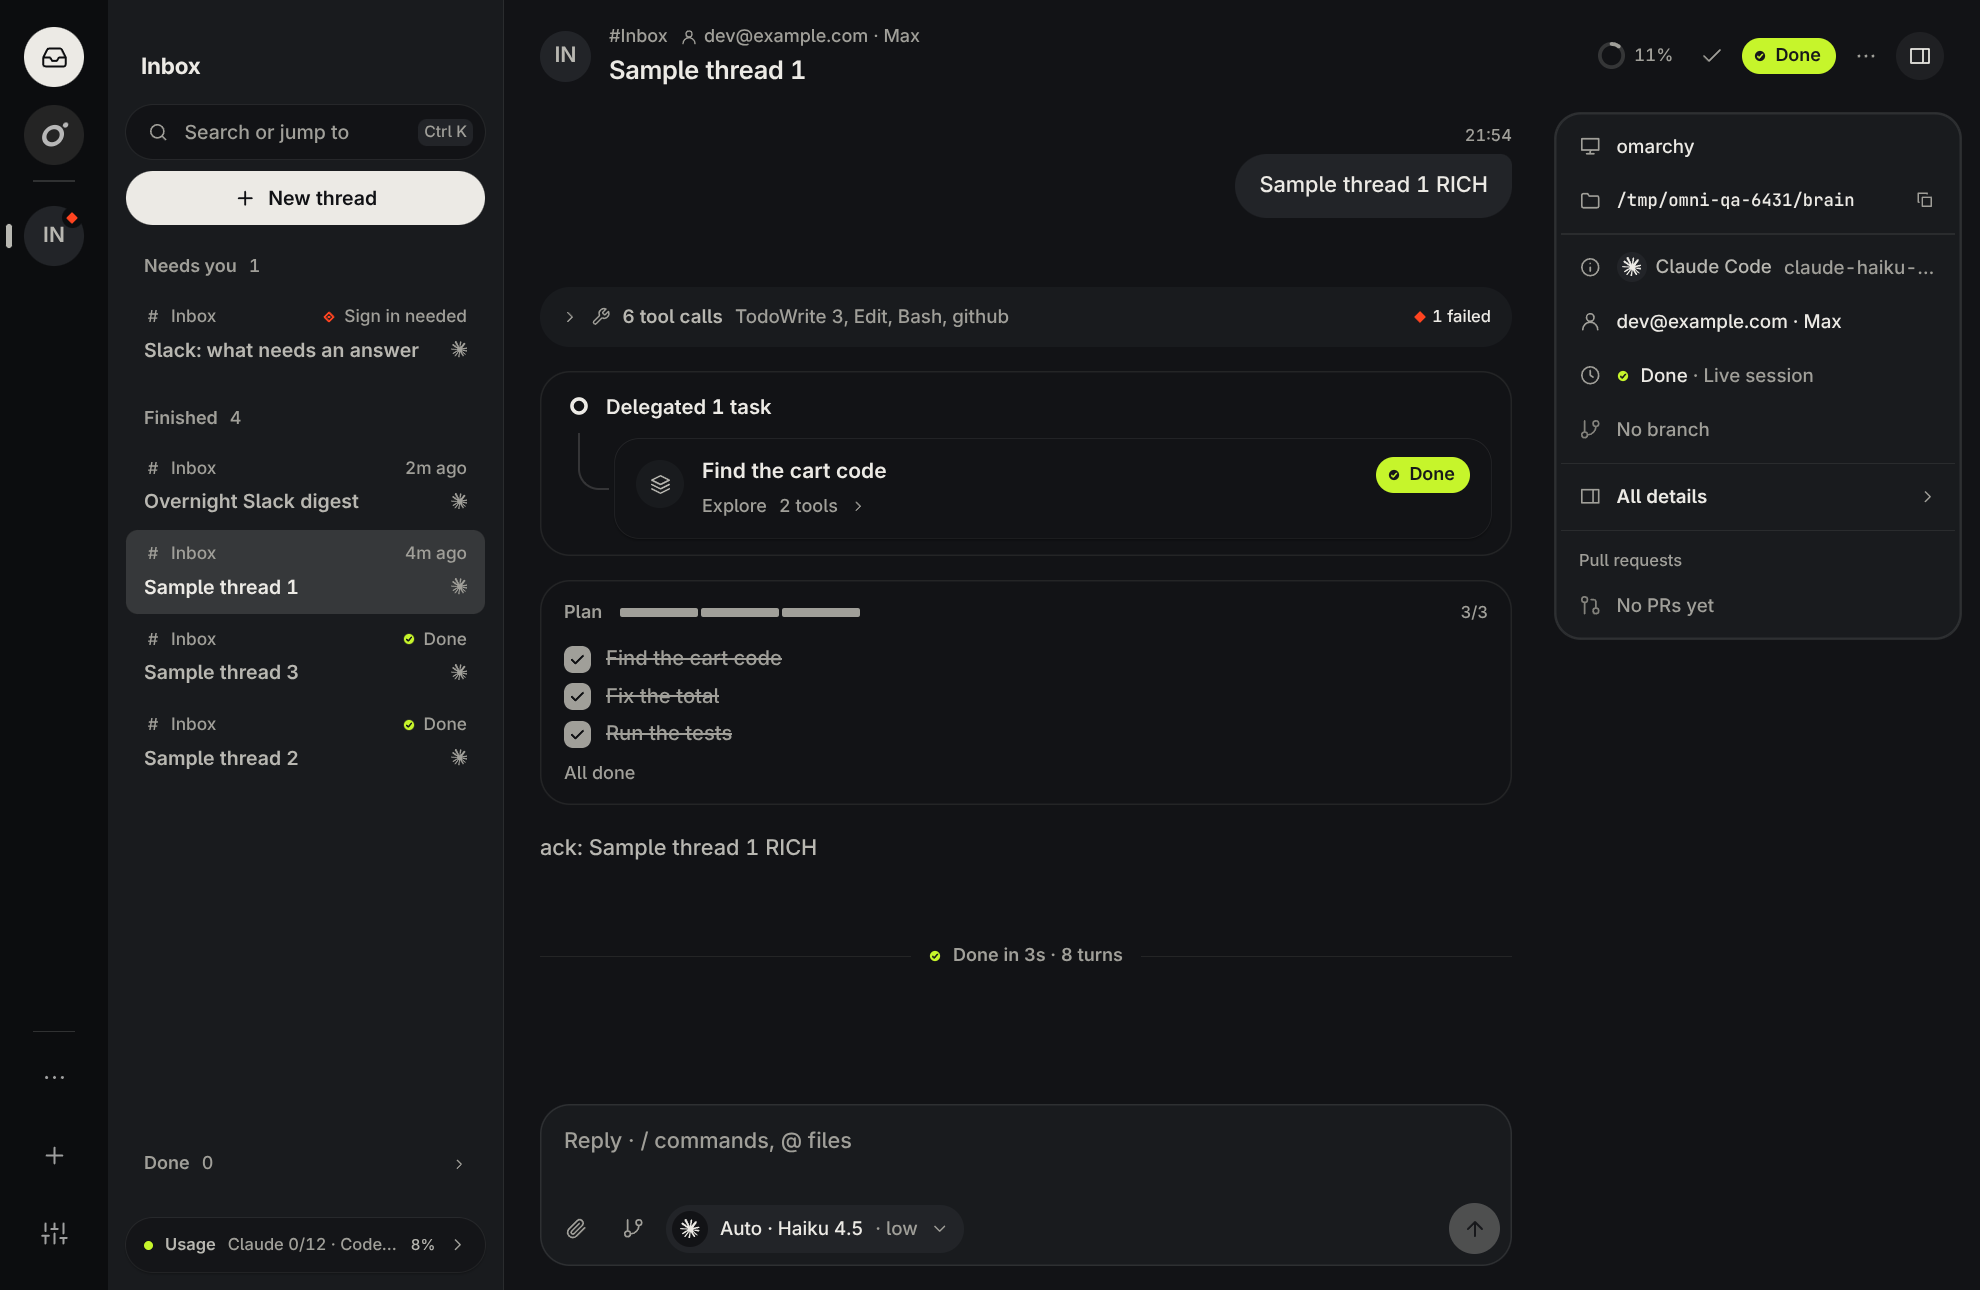 Inbox
Search or jump to
Ctrl K
+ New thread
IN
Needs you 1
# Inbox
Sign in needed
Slack: what needs an answer
Finished 4
# Inbox
2m ago
Overnight Slack digest
# Inbox
4m ago
Sample thread 1
# Inbox
Done
Sample thread 3
# Inbox
Done
Sample thread 2
Done 0
Usage Claude 0/12 · Code... 8%
IN
#Inbox dev@example.com · Max
Sample thread 1
11%
Done
21:54
Sample thread 1 RICH
6 tool calls TodoWrite 3, Edit, Bash, github
1 failed
Delegated 1 task
Find the cart code
Explore 2 tools
Done
Plan
3/3
Find the cart code
Fix the total
Run the tests
All done
ack: Sample thread 1 RICH
Done in 3s · 8 turns
Reply · / commands, @ files
Auto · Haiku 4.5 · low
omarchy
/tmp/omni-qa-6431/brain
Claude Code claude-haiku-...
dev@example.com · Max
Done · Live session
No branch
All details
Pull requests
No PRs yet